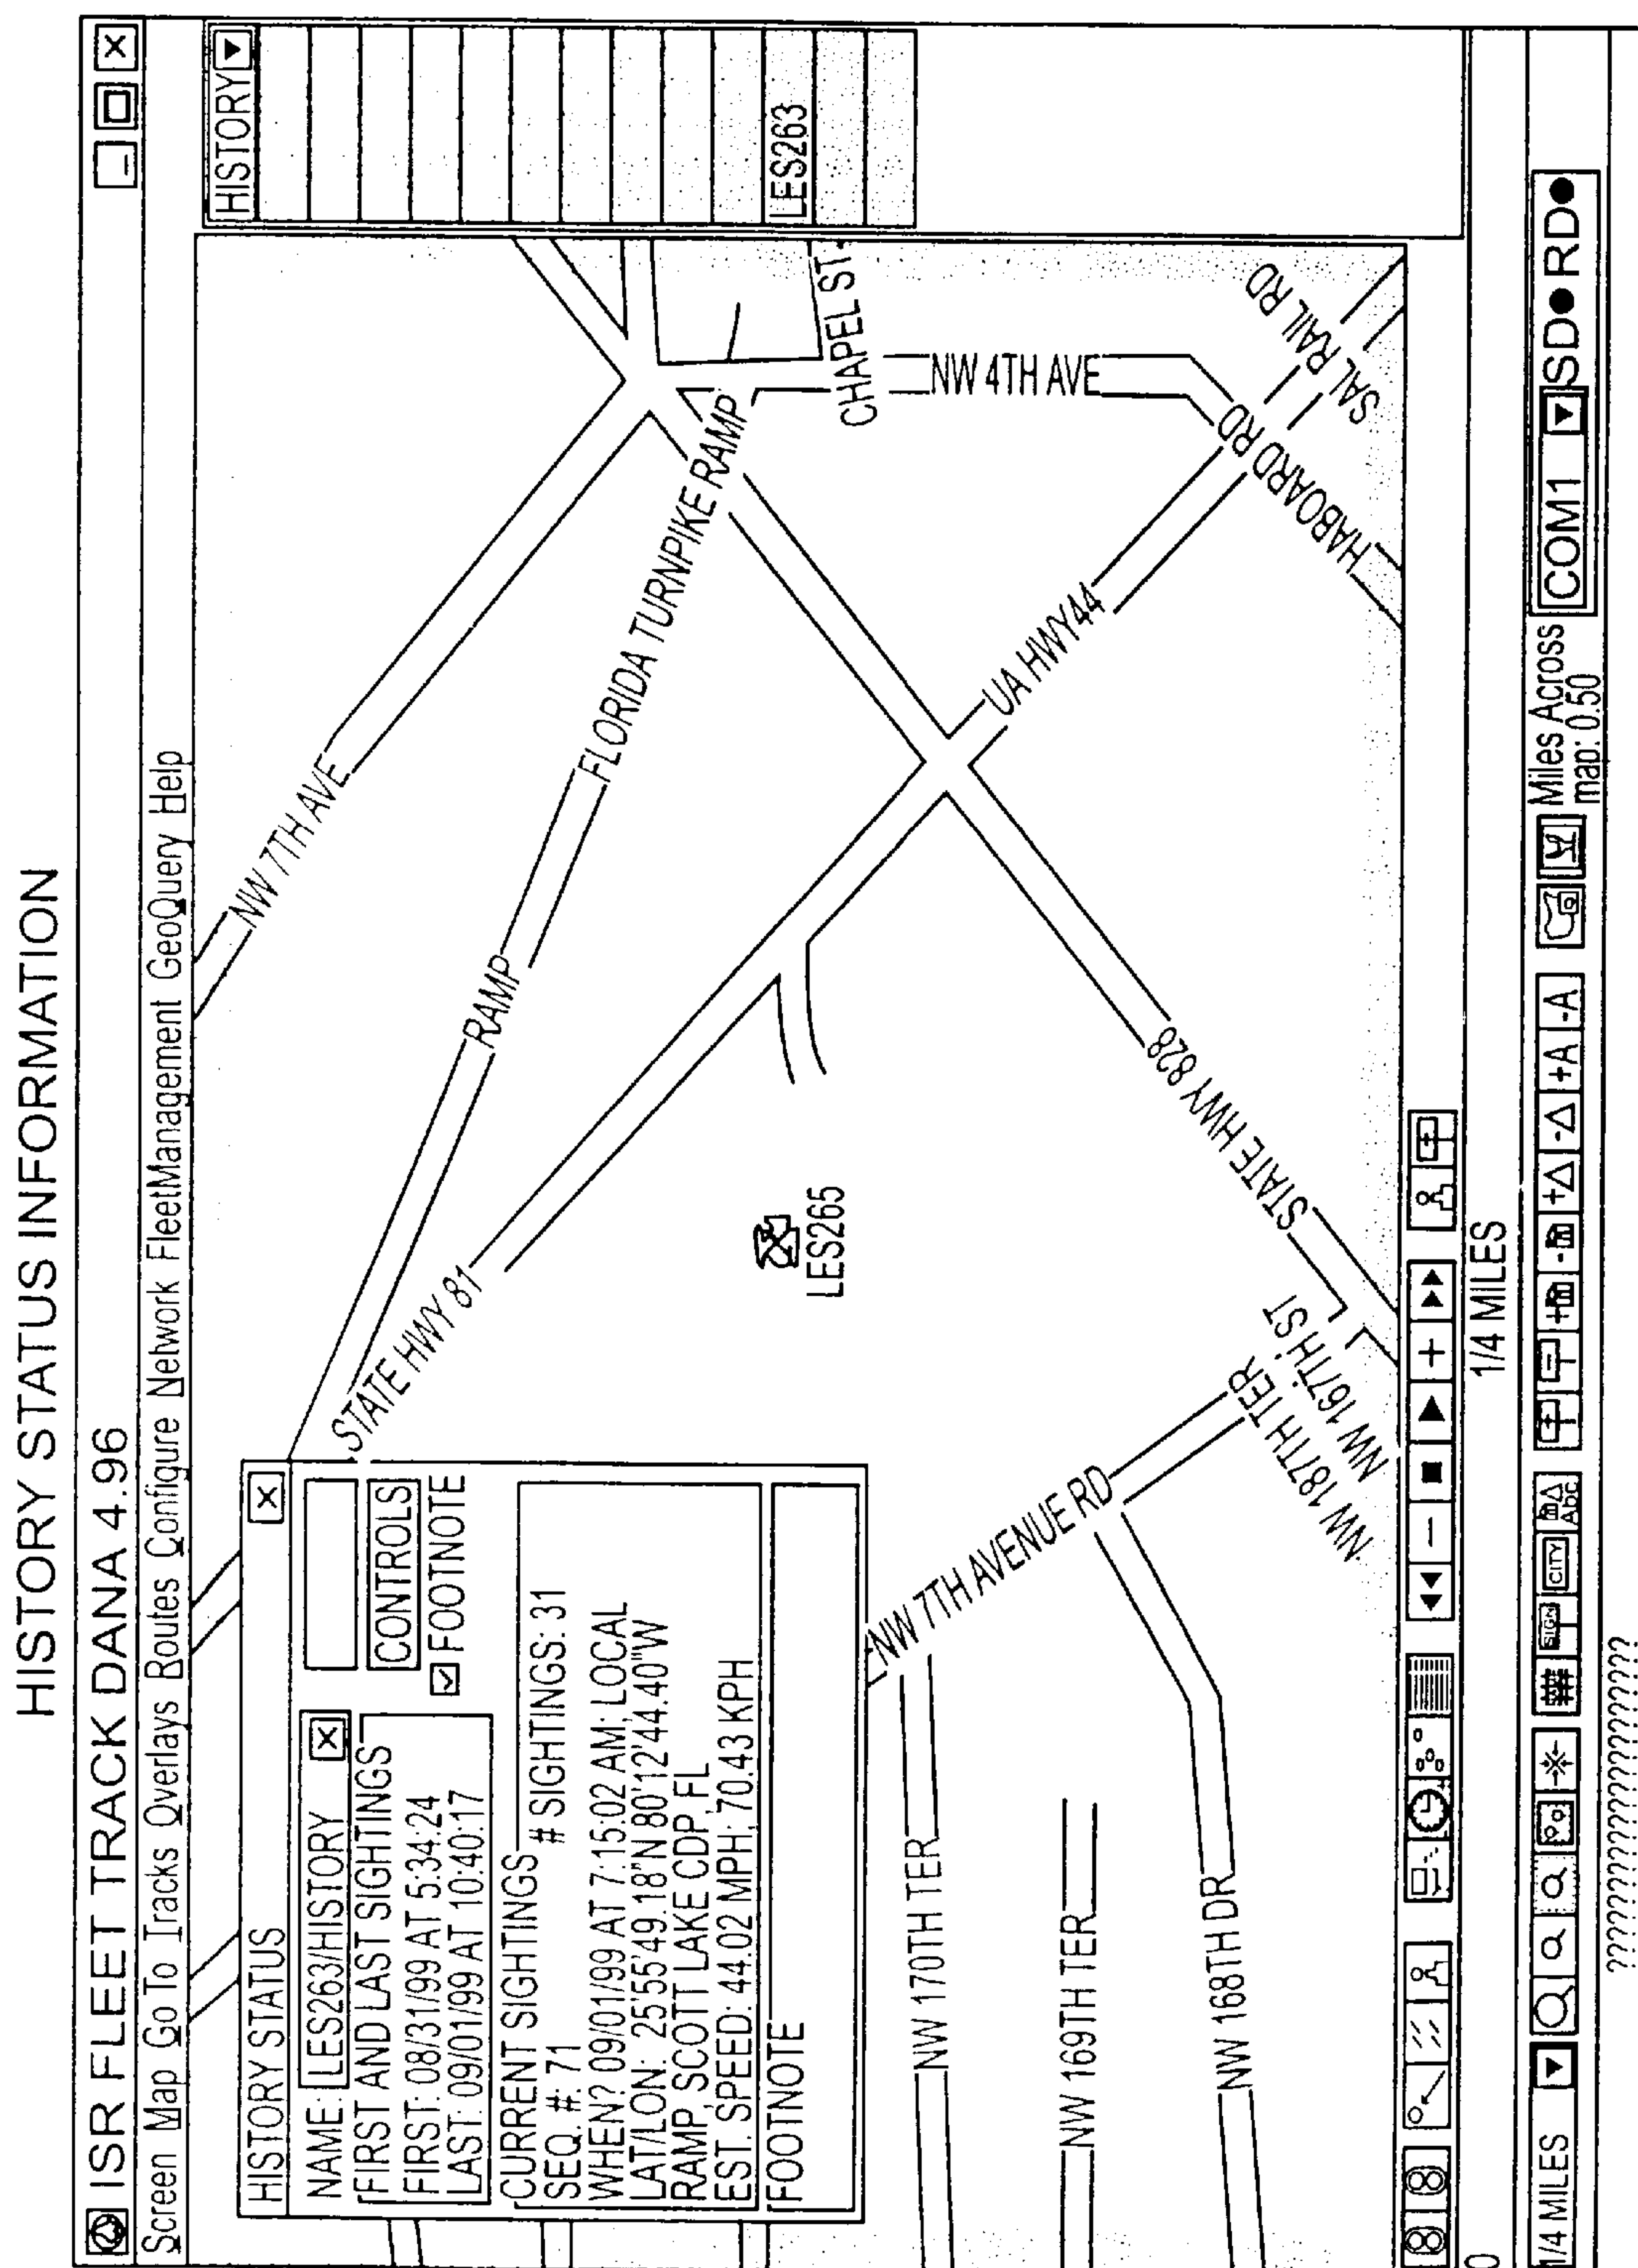 HISTORY STATUS INFORMATION
ISR FLEET TRACK DANA 4.96
Screen Map Go To Tracks Overlays Routes Configure Network FleetManagement GeoQuery Help
HISTORY STATUS
NAME: LES263/HISTORY
FIRST AND LAST SIGHTINGS
FIRST: 08/31/99 AT 5:34:24
LAST: 09/01/99 AT 10:40:17
CONTROLS
FOOTNOTE
CURRENT SIGHTINGS
SEQ. #: 71 # SIGHTINGS: 31
WHEN? 09/01/99 AT 7:15:02 AM; LOCAL
LAT/LON: 25'55'49.18"N 80'12'44.40"W
RAMP, SCOTT LAKE CDP, FL
EST. SPEED: 44.02 MPH; 70.43 KPH
FOOTNOTE
HISTORY
LES263
NW 7TH AVE
RAMP
FLORIDA TURNPIKE RAMP
STATE HWY 81
CHAPEL ST.
NW 4TH AVE
LES265
UA HWY44
SAL RAIL RD
HABOARD RD RD
STATE HWY 828
NW 7TH AVENUE RD
NW 187TH TER
NW 167TH ST
NW 170TH TER
NW 169TH TER
NW 168TH DR
0
1/4 MILES
1/4 MILES
SIGN
CITY
Abc
+A
-A
Miles Across
map: 0.50
COM1
SD
RD
????????????????????????????